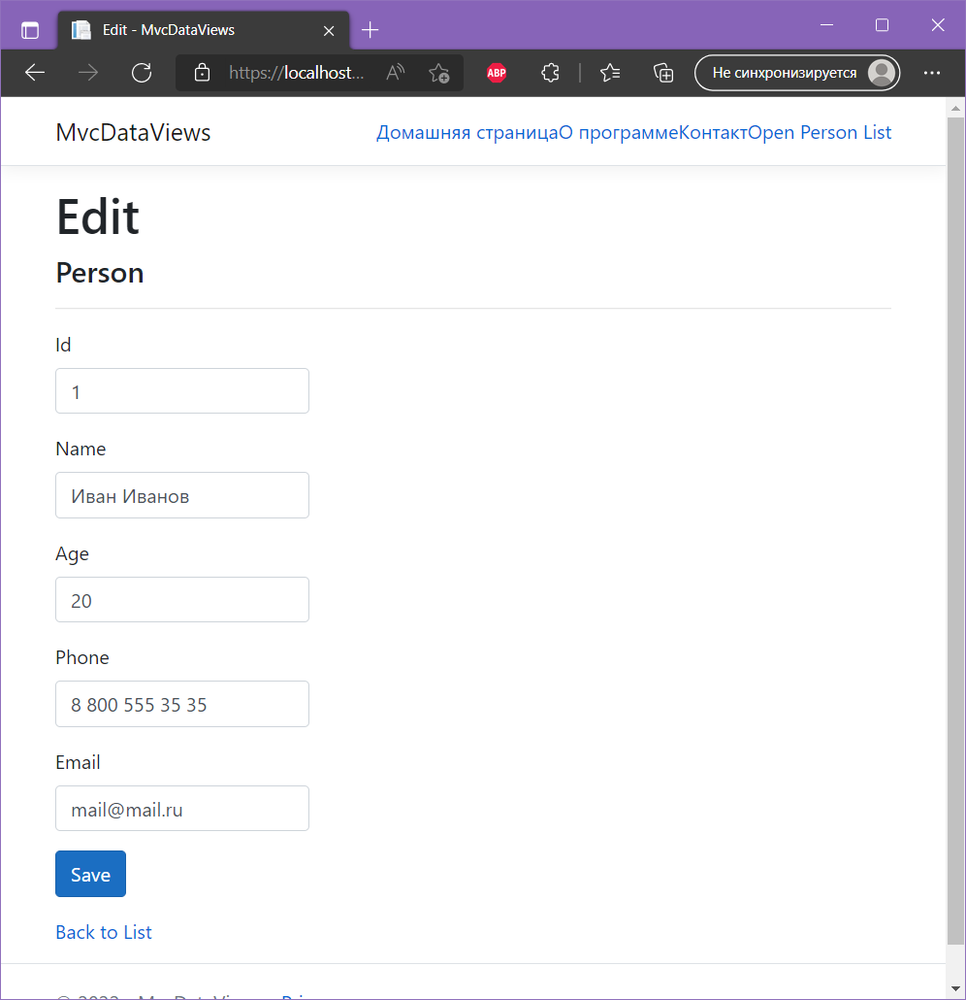 Edit - MvcDataViews
https://localhost...
ABP
Не синхронизируется
MvcDataViews
Домашняя страницаО программеКонтактOpen Person List
Edit
Person
Id
1
Name
Иван Иванов
Age
20
Phone
8 800 555 35 35
Email
mail@mail.ru
Save
Back to List